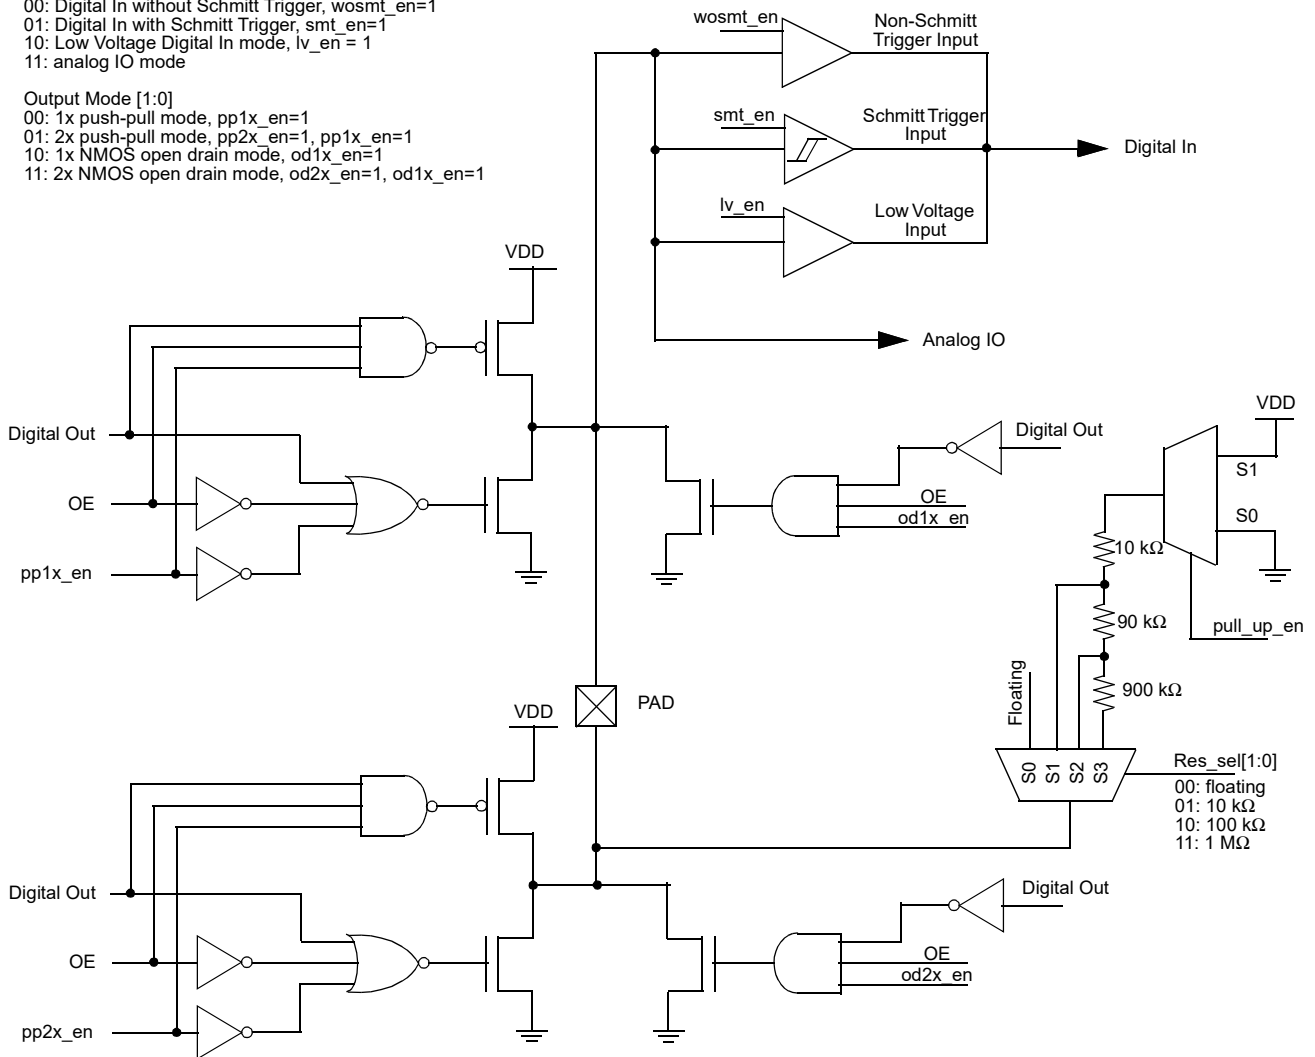 00: Digital In without Schmitt Trigger, wosmt_en=1
01: Digital In with Schmitt Trigger, smt_en=1
10: Low Voltage Digital In mode, lv_en = 1
11: analog IO mode
Output Mode [1:0]
00: 1x push-pull mode, pp1x_en=1
01: 2x push-pull mode, pp2x_en=1, pp1x_en=1
10: 1x NMOS open drain mode, od1x_en=1
11: 2x NMOS open drain mode, od2x_en=1, od1x_en=1
wosmt_en
Non-Schmitt
Trigger Input
smt_en
Schmitt Trigger
Input
Digital In
lv_en
Low Voltage
Input
Analog IO
VDD
Digital Out
OE
pp1x_en
Digital Out
OE
od1x_en
VDD
S1
S0
10 kΩ
90 kΩ
pull_up_en
900 kΩ
Floating
S0
S1
S2
S3
Res_sel[1:0]
00: floating
01: 10 kΩ
10: 100 kΩ
11: 1 MΩ
PAD
VDD
Digital Out
OE
pp2x_en
Digital Out
OE
od2x_en